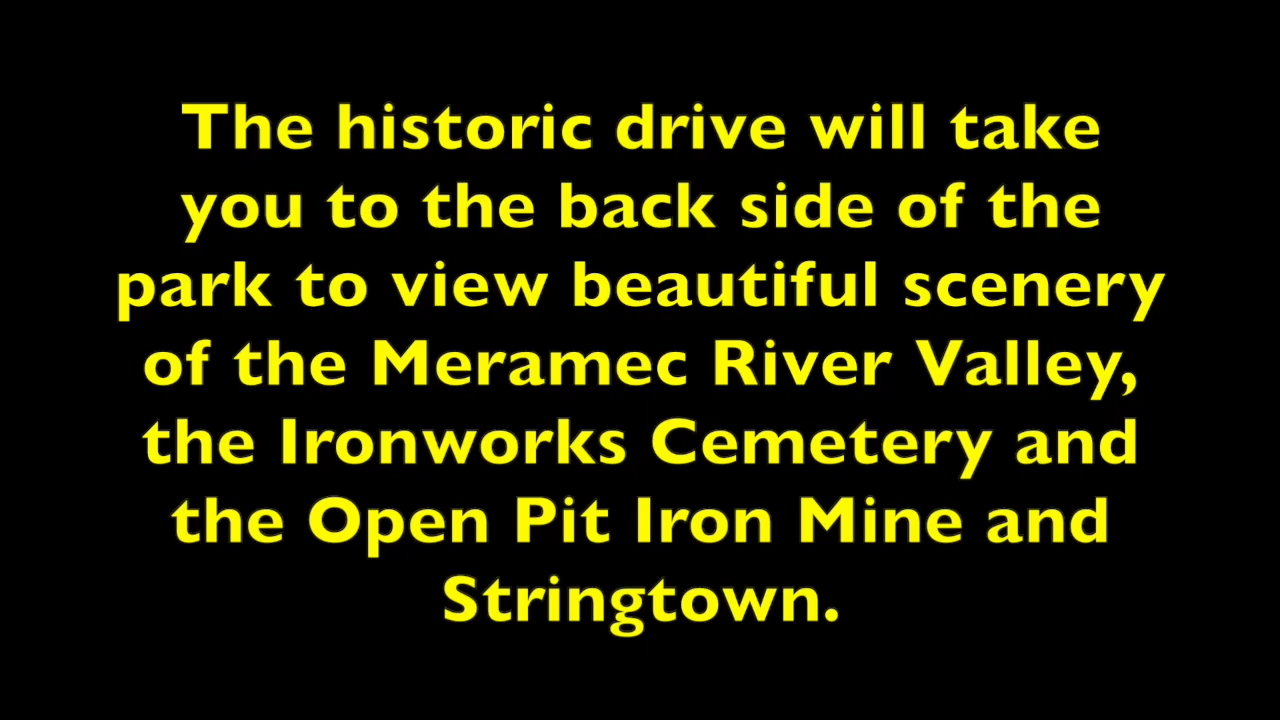 The historic drive will take
you to the back side of the
park to view beautiful scenery
of the Meramec River Valley,
the Ironworks Cemetery and
the Open Pit Iron Mine and
Stringtown.